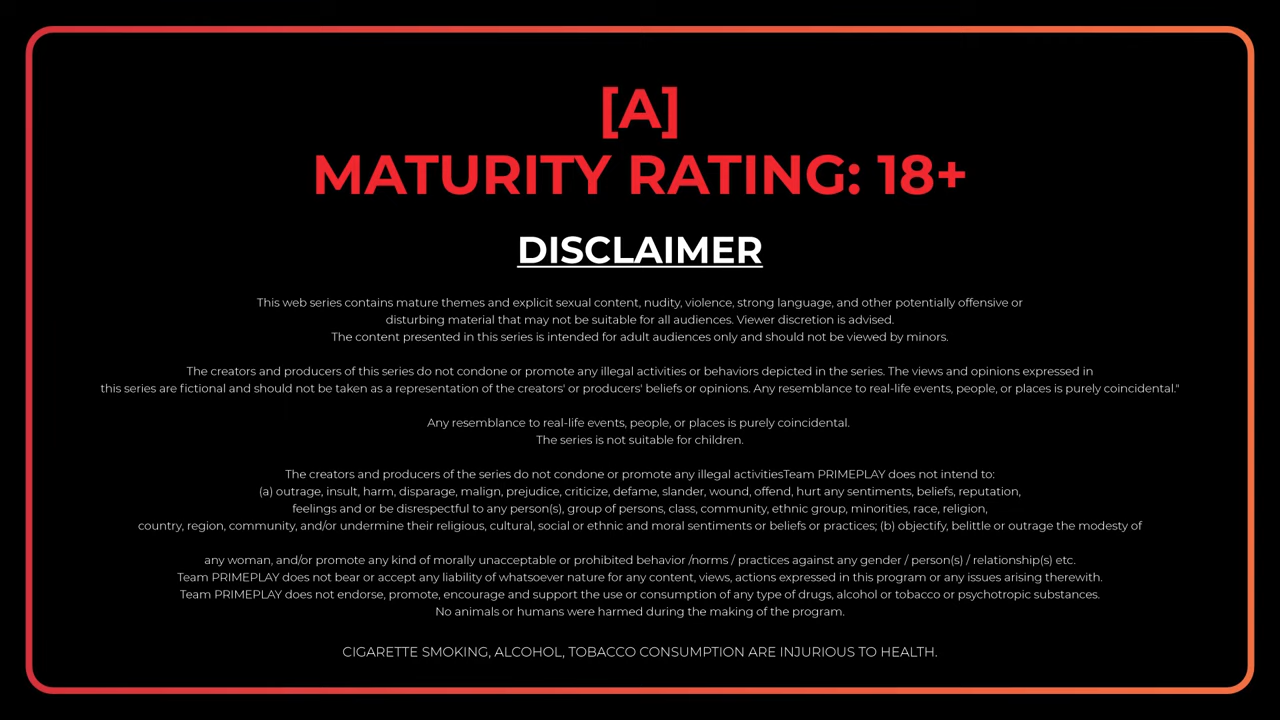 [A]
MATURITY RATING: 18+
DISCLAIMER
This web series contains mature themes and explicit sexual content, nudity, violence, strong language, and other potentially offensive or
disturbing material that may not be suitable for all audiences. Viewer discretion is advised.
The content presented in this series is intended for adult audiences only and should not be viewed by minors.
The creators and producers of this series do not condone or promote any illegal activities or behaviors depicted in the series. The views and opinions expressed in
this series are fictional and should not be taken as a representation of the creators' or producers' beliefs or opinions. Any resemblance to real-life events, people, or places is purely coincidental."
Any resemblance to real-life events, people, or places is purely coincidental.
The series is not suitable for children.
The creators and producers of the series do not condone or promote any illegal activitiesTeam PRIMEPLAY does not intend to:
(a) outrage, insult, harm, disparage, malign, prejudice, criticize, defame, slander, wound, offend, hurt any sentiments, beliefs, reputation,
feelings and or be disrespectful to any person(s), group of persons, class, community, ethnic group, minorities, race, religion,
country, region, community, and/or undermine their religious, cultural, social or ethnic and moral sentiments or beliefs or practices; (b) objectify, belittle or outrage the modesty of
any woman, and/or promote any kind of morally unacceptable or prohibited behavior /norms / practices against any gender / person(s) / relationship(s) etc.
Team PRIMEPLAY does not bear or accept any liability of whatsoever nature for any content, views, actions expressed in this program or any issues arising therewith.
Team PRIMEPLAY does not endorse, promote, encourage and support the use or consumption of any type of drugs, alcohol or tobacco or psychotropic substances.
No animals or humans were harmed during the making of the program.
CIGARETTE SMOKING, ALCOHOL, TOBACCO CONSUMPTION ARE INJURIOUS TO HEALTH.